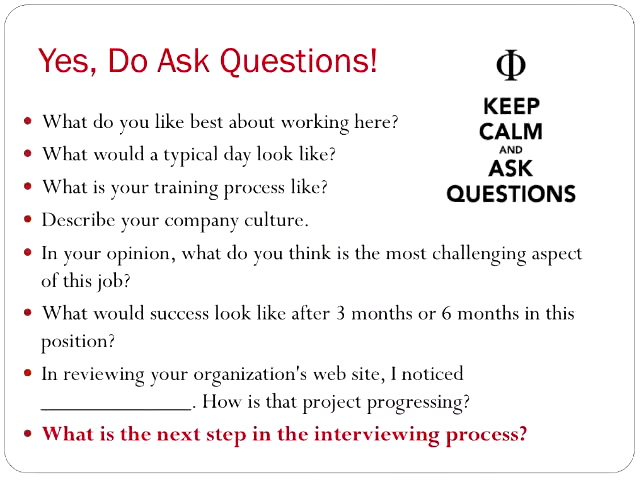 Yes, Do Ask Questions!
Φ
KEEP
CALM
AND
ASK
QUESTIONS
• What do you like best about working here?
• What would a typical day look like?
• What is your training process like?
• Describe your company culture.
• In your opinion, what do you think is the most challenging aspect
of this job?
• What would success look like after 3 months or 6 months in this
position?
• In reviewing your organization's web site, I noticed
______________. How is that project progressing?
• What is the next step in the interviewing process?